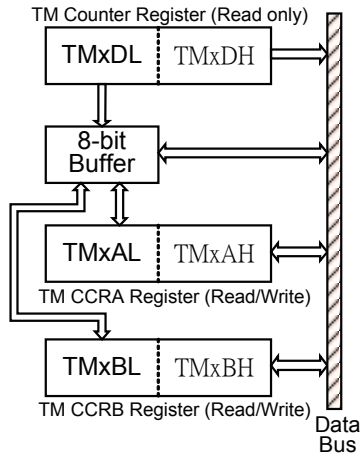 TM Counter Register (Read only)
TMxDL TMxDH
8-bit
Buffer
TMxAL TMxAH
TM CCRA Register (Read/Write)
TMxBL TMxBH
TM CCRB Register (Read/Write)
Data
Bus